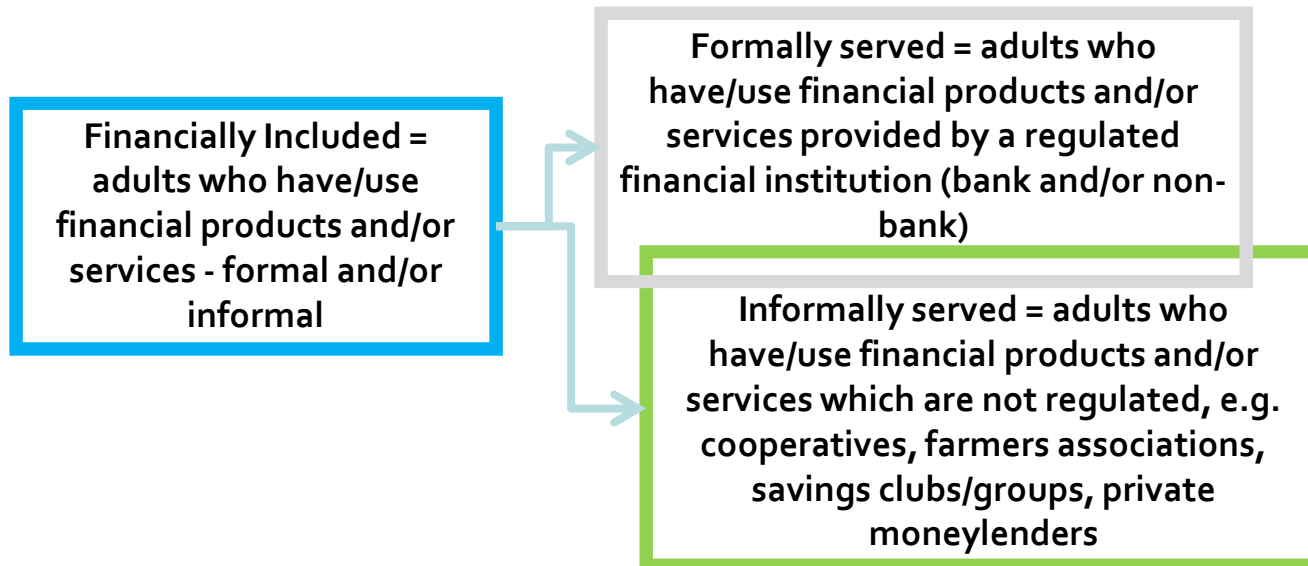 Financially Included =
adults who have/use
financial products and/or
services - formal and/or
informal
Formally served = adults who
have/use financial products and/or
services provided by a regulated
financial institution (bank and/or non-
bank)
Informally served = adults who
have/use financial products and/or
services which are not regulated, e.g.
cooperatives, farmers associations,
savings clubs/groups, private
moneylenders